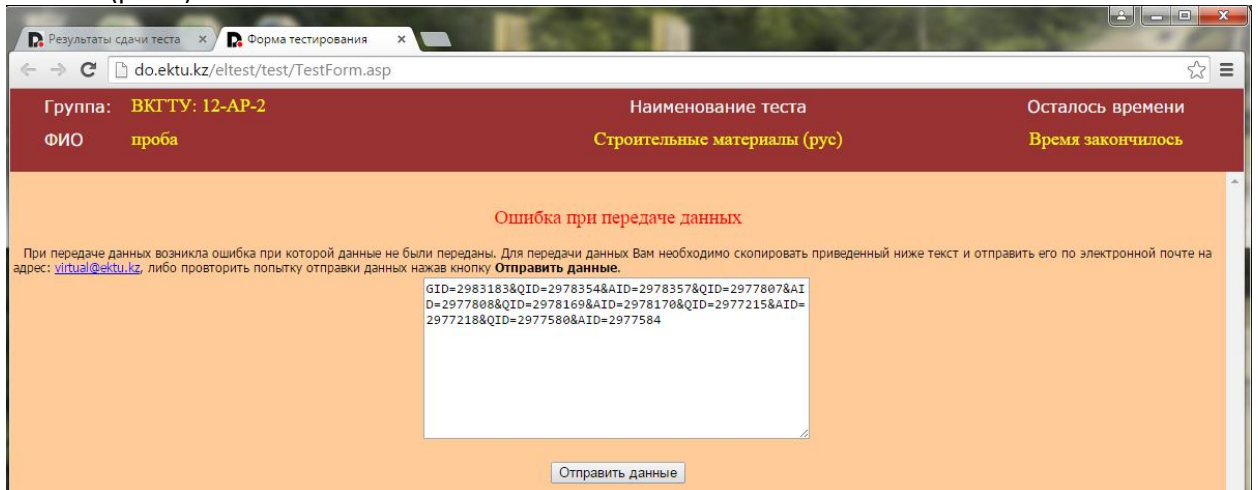 Результаты сдачи теста
Форма тестирования
do.ektu.kz/eltest/test/TestForm.asp
Группа: ВКГТУ: 12-АР-2 Наименование теста Осталось времени
ФИО проба Строительные материалы (рус) Время закончилось
Ошибка при передаче данных
При передаче данных возникла ошибка при которой данные не были переданы. Для передачи данных Вам необходимо скопировать приведенный ниже текст и отправить его по электронной почте на
адрес: virtual@ektu.kz, либо провторить попытку отправки данных нажав кнопку Отправить данные.
GID=2983183&QID=2978354&AID=2978357&QID=2977807&AI
D=2977808&QID=2978169&AID=2978170&QID=2977215&AID=
2977218&QID=2977580&AID=2977584
Отправить данные